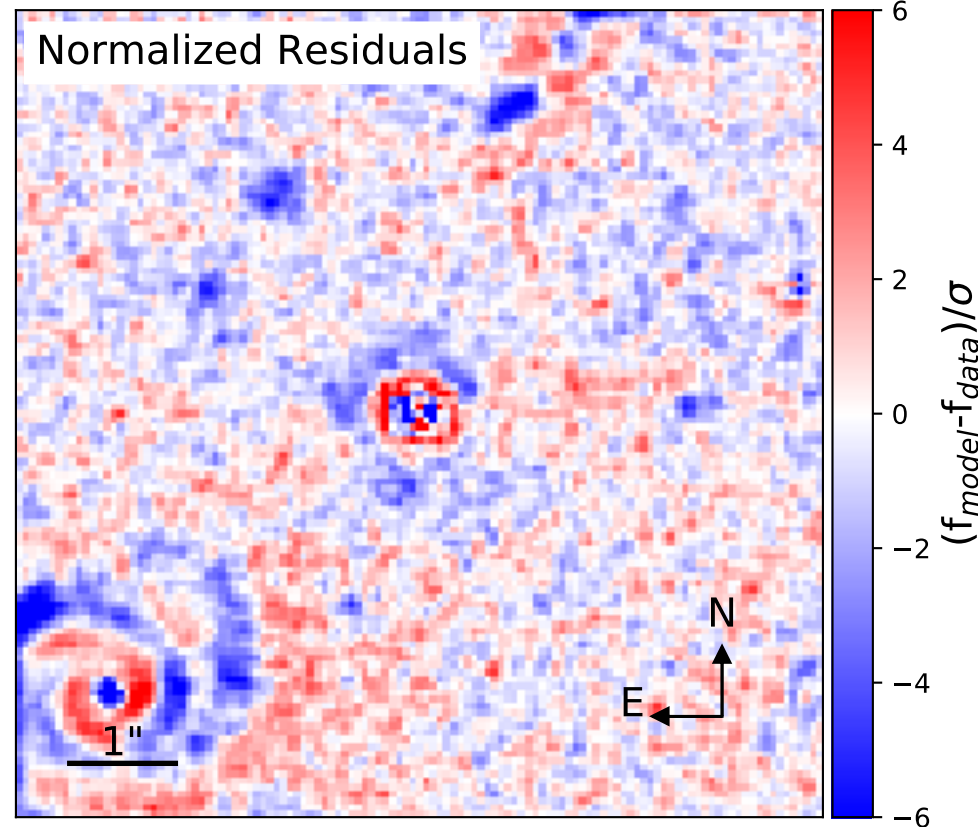 Normalized Residuals
6
4
2
0
−2
−4
−6
(f_model-f_data)/σ
N
E
1"